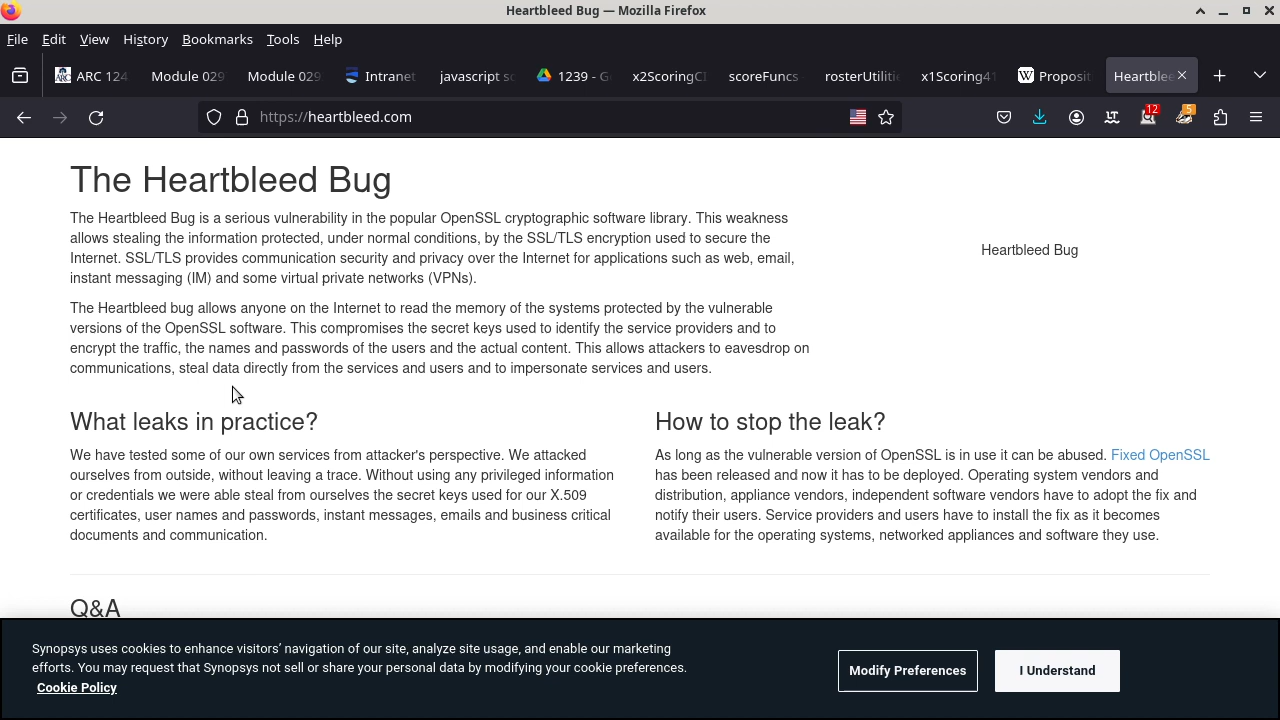 Heartbleed Bug — Mozilla Firefox
File Edit View History Bookmarks Tools Help
ARC 124 Module 029 Module 029 Intranet javascript sc 1239 - G x2ScoringC scoreFuncs rosterUtiliti x1Scoring41 Proposit Heartblee
https://heartbleed.com
12
5
The Heartbleed Bug
The Heartbleed Bug is a serious vulnerability in the popular OpenSSL cryptographic software library. This weakness
allows stealing the information protected, under normal conditions, by the SSL/TLS encryption used to secure the
Internet. SSL/TLS provides communication security and privacy over the Internet for applications such as web, email,
instant messaging (IM) and some virtual private networks (VPNs).
The Heartbleed bug allows anyone on the Internet to read the memory of the systems protected by the vulnerable
versions of the OpenSSL software. This compromises the secret keys used to identify the service providers and to
encrypt the traffic, the names and passwords of the users and the actual content. This allows attackers to eavesdrop on
communications, steal data directly from the services and users and to impersonate services and users.
Heartbleed Bug
What leaks in practice?
We have tested some of our own services from attacker's perspective. We attacked
ourselves from outside, without leaving a trace. Without using any privileged information
or credentials we were able steal from ourselves the secret keys used for our X.509
certificates, user names and passwords, instant messages, emails and business critical
documents and communication.
How to stop the leak?
As long as the vulnerable version of OpenSSL is in use it can be abused. Fixed OpenSSL
has been released and now it has to be deployed. Operating system vendors and
distribution, appliance vendors, independent software vendors have to adopt the fix and
notify their users. Service providers and users have to install the fix as it becomes
available for the operating systems, networked appliances and software they use.
Q&A
Synopsys uses cookies to enhance visitors' navigation of our site, analyze site usage, and enable our marketing
efforts. You may request that Synopsys not sell or share your personal data by modifying your cookie preferences.
Cookie Policy
Modify Preferences
I Understand